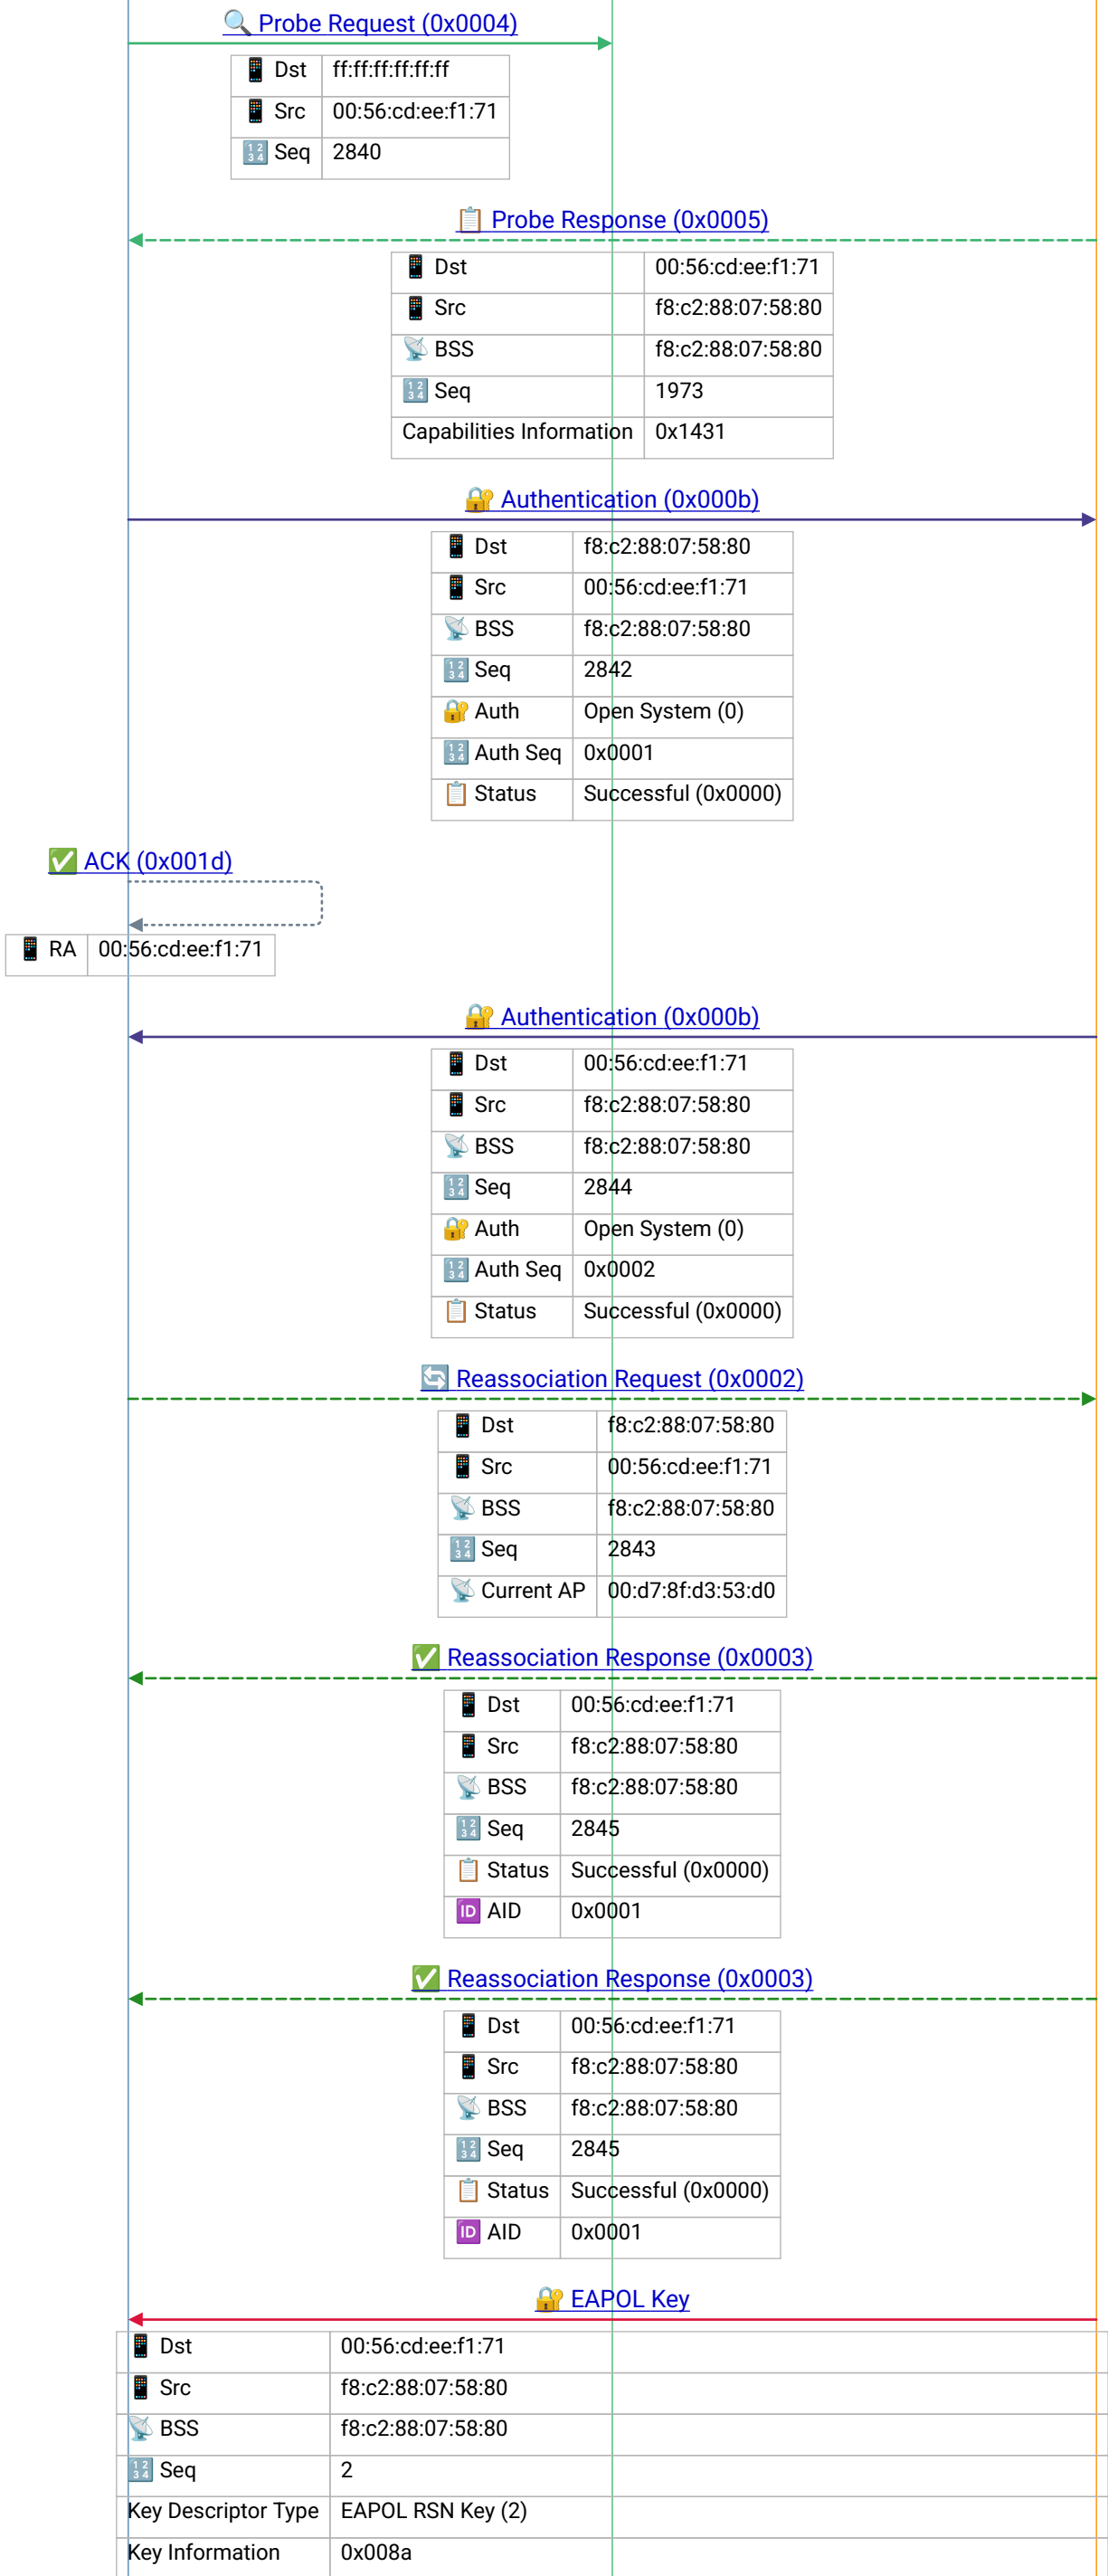 🔍 Probe Request (0x0004)
📱 Dst ff:ff:ff:ff:ff:ff
📱 Src 00:56:cd:ee:f1:71
🔢 Seq 2840
📋 Probe Response (0x0005)
📱 Dst 00:56:cd:ee:f1:71
📱 Src f8:c2:88:07:58:80
📡 BSS f8:c2:88:07:58:80
🔢 Seq 1973
Capabilities Information 0x1431
🔐 Authentication (0x000b)
📱 Dst f8:c2:88:07:58:80
📱 Src 00:56:cd:ee:f1:71
📡 BSS f8:c2:88:07:58:80
🔢 Seq 2842
🔐 Auth Open System (0)
🔢 Auth Seq 0x0001
📋 Status Successful (0x0000)
✅ ACK (0x001d)
📱 RA 00:56:cd:ee:f1:71
🔐 Authentication (0x000b)
📱 Dst 00:56:cd:ee:f1:71
📱 Src f8:c2:88:07:58:80
📡 BSS f8:c2:88:07:58:80
🔢 Seq 2844
🔐 Auth Open System (0)
🔢 Auth Seq 0x0002
📋 Status Successful (0x0000)
🔄 Reassociation Request (0x0002)
📱 Dst f8:c2:88:07:58:80
📱 Src 00:56:cd:ee:f1:71
📡 BSS f8:c2:88:07:58:80
🔢 Seq 2843
📡 Current AP 00:d7:8f:d3:53:d0
✅ Reassociation Response (0x0003)
📱 Dst 00:56:cd:ee:f1:71
📱 Src f8:c2:88:07:58:80
📡 BSS f8:c2:88:07:58:80
🔢 Seq 2845
📋 Status Successful (0x0000)
🆔 AID 0x0001
✅ Reassociation Response (0x0003)
📱 Dst 00:56:cd:ee:f1:71
📱 Src f8:c2:88:07:58:80
📡 BSS f8:c2:88:07:58:80
🔢 Seq 2845
📋 Status Successful (0x0000)
🆔 AID 0x0001
🔐 EAPOL Key
📱 Dst 00:56:cd:ee:f1:71
📱 Src f8:c2:88:07:58:80
📡 BSS f8:c2:88:07:58:80
🔢 Seq 2
Key Descriptor Type EAPOL RSN Key (2)
Key Information 0x008a